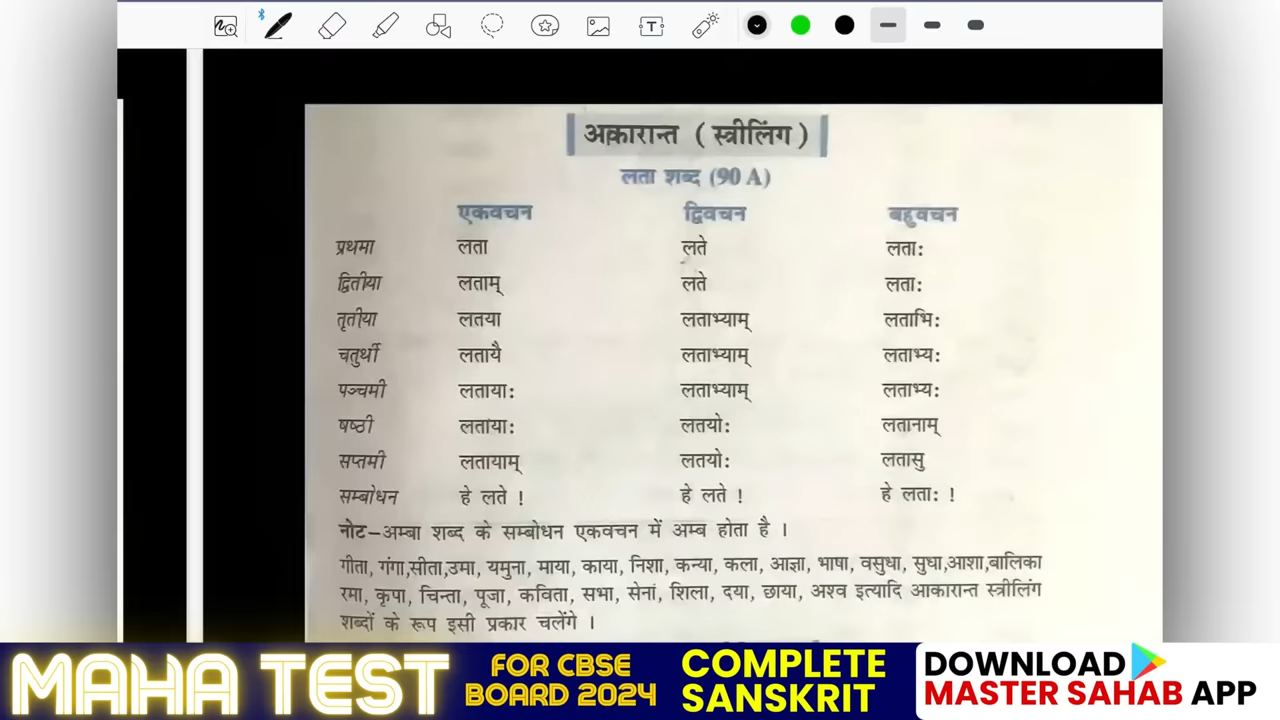 अकारान्त ( स्त्रीलिंग )
लता शब्द (90 A)
एकवचन द्विवचन बहुवचन
प्रथमा लता लते लताः
द्वितीया लताम् लते लताः
तृतीया लतया लताभ्याम् लताभिः
चतुर्थी लतायै लताभ्याम् लताभ्यः
पञ्चमी लतायाः लताभ्याम् लताभ्यः
षष्ठी लतायाः लतयोः लतानाम्
सप्तमी लतायाम् लतयोः लतासु
सम्बोधन हे लते ! हे लते ! हे लताः !
नोट–अम्बा शब्द के सम्बोधन एकवचन में अम्ब होता है ।
गीता, गंगा,सीता,उमा, यमुना, माया, काया, निशा, कन्या, कला, आज्ञा, भाषा, वसुधा, सुधा,आशा,बालिका
रमा, कृपा, चिन्ता, पूजा, कविता, सभा, सेना, शिला, दया, छाया, अश्व इत्यादि आकारान्त स्त्रीलिंग
शब्दों के रूप इसी प्रकार चलेंगे ।
MAHA TEST
FOR CBSE
BOARD 2024
COMPLETE
SANSKRIT
DOWNLOAD
MASTER SAHAB APP